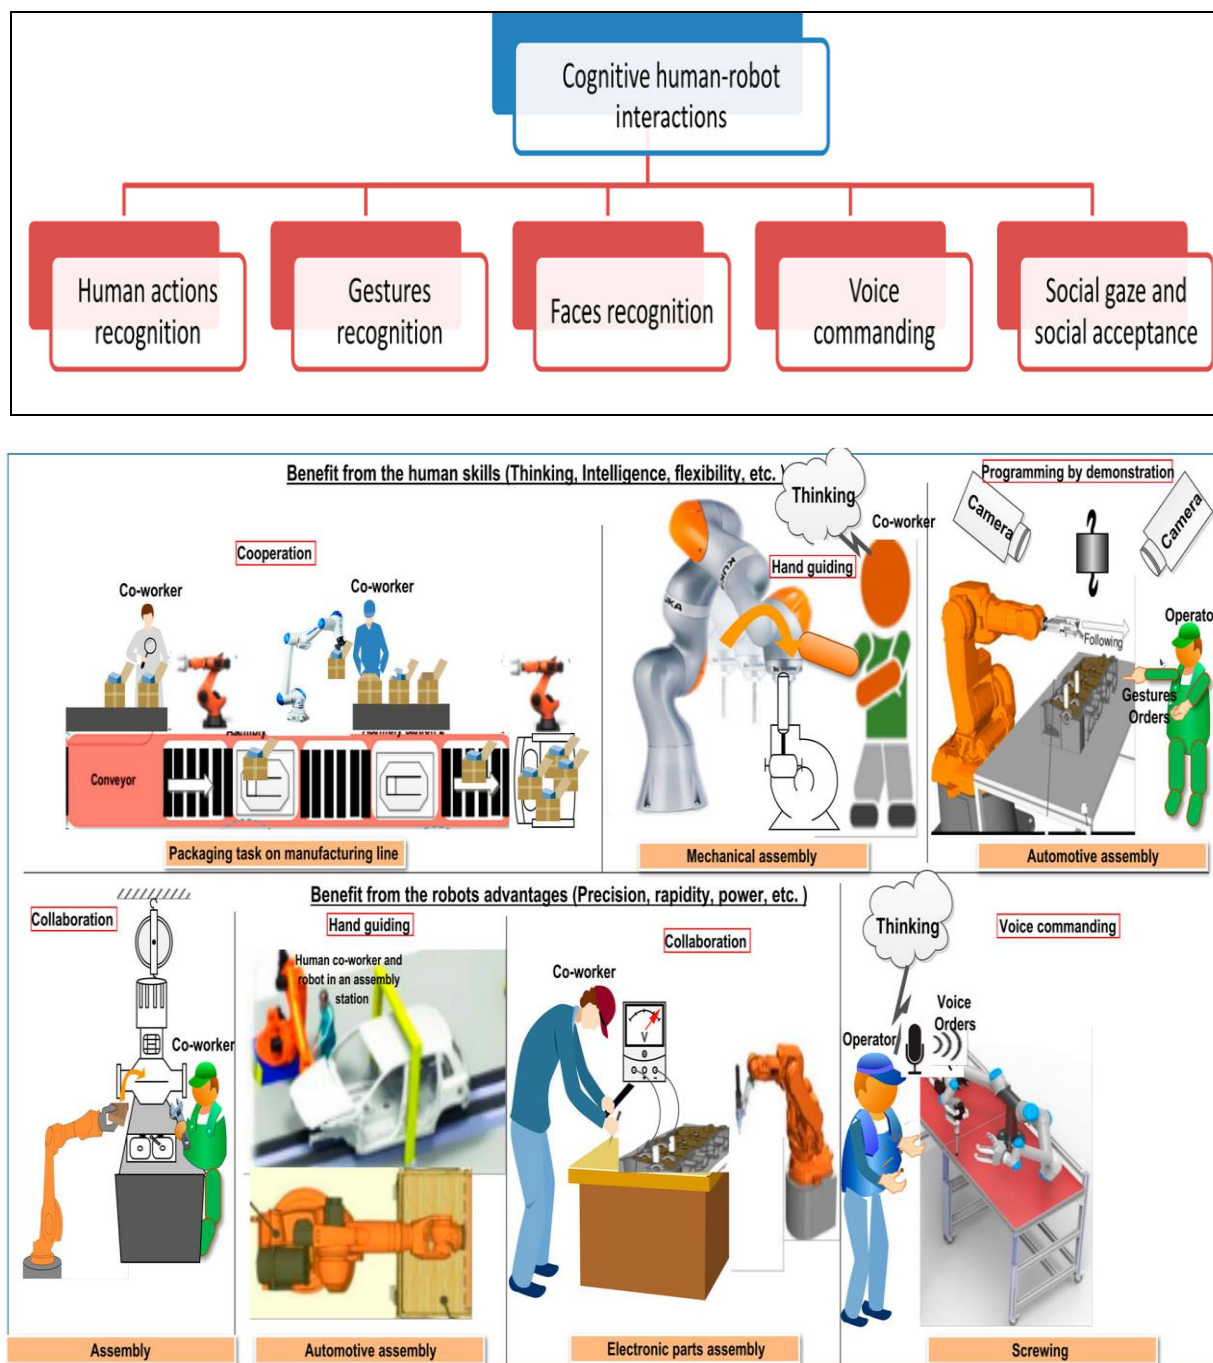 Cognitive human-robot
interactions
Human actions
recognition
Gestures
recognition
Faces recognition
Voice
commanding
Social gaze and
social acceptance
Benefit from the human skills (Thinking, Intelligence, flexibility, etc. )
Cooperation
Co-worker
Co-worker
Conveyor
Packaging task on manufacturing line
Thinking
Co-worker
Hand guiding
KUKA
KUKA
Mechanical assembly
Programming by demonstration
Camera
Camera
Following
Operator
Gestures
Orders
Automotive assembly
Benefit from the robots advantages (Precision, rapidity, power, etc. )
Collaboration
Co-worker
Assembly
Hand guiding
Human co-worker and
robot in an assembly
station
Automotive assembly
Collaboration
Co-worker
V
Electronic parts assembly
Thinking
Voice commanding
Voice
Orders
Operator
Screwing